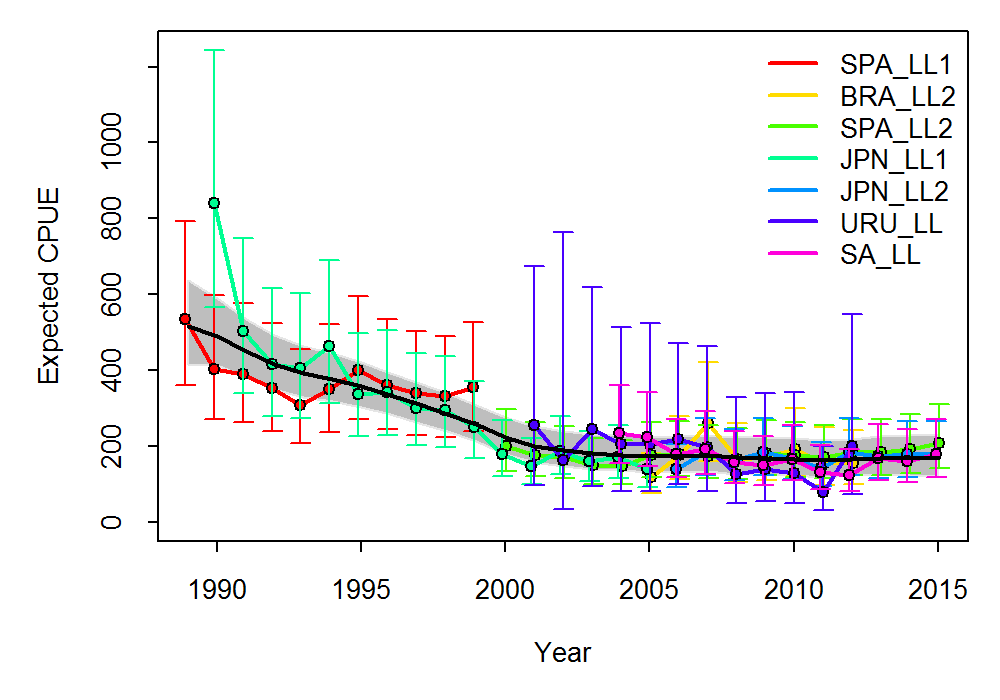 SPA_LL1
BRA_LL2
SPA_LL2
JPN_LL1
JPN_LL2
URU_LL
SA_LL
Expected CPUE
1000
800
600
400
200
0
1990 1995 2000 2005 2010 2015
Year